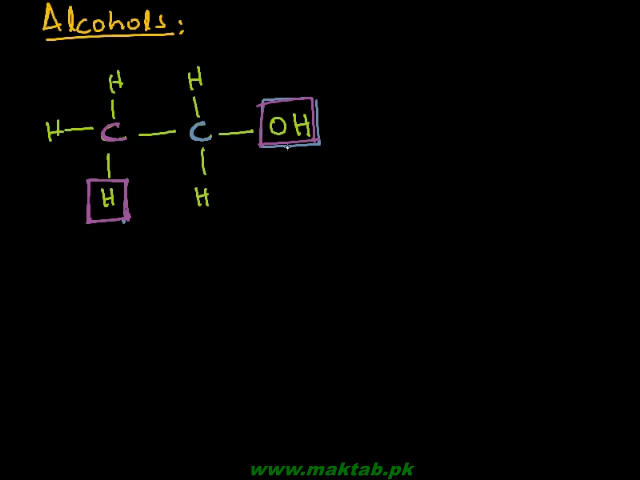 Alcohols:
H H
H C C OH
H H
www.maktab.pk